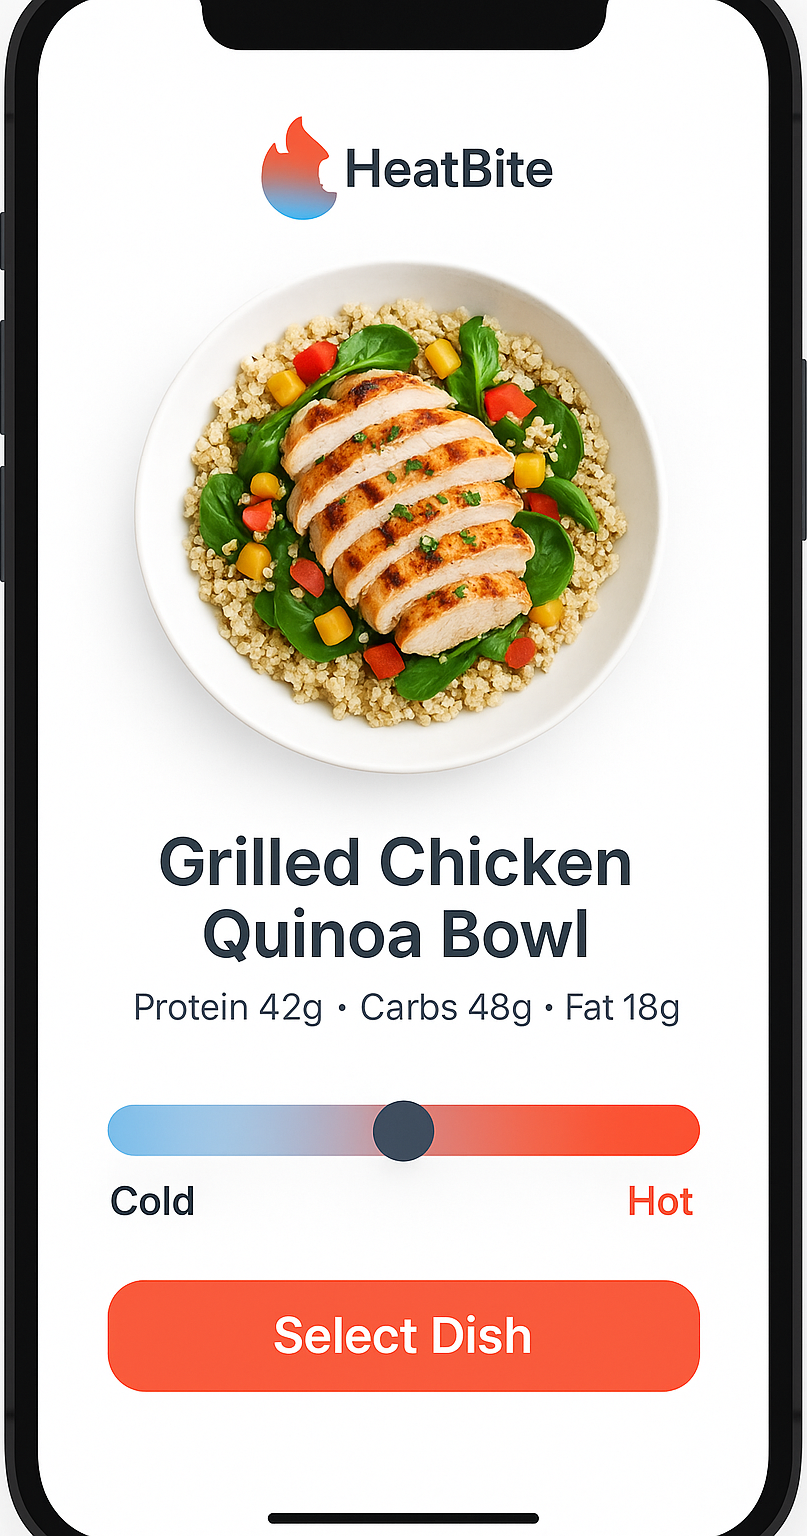 HeatBite
Grilled Chicken
Quinoa Bowl
Protein 42g • Carbs 48g • Fat 18g
Cold Hot
Select Dish